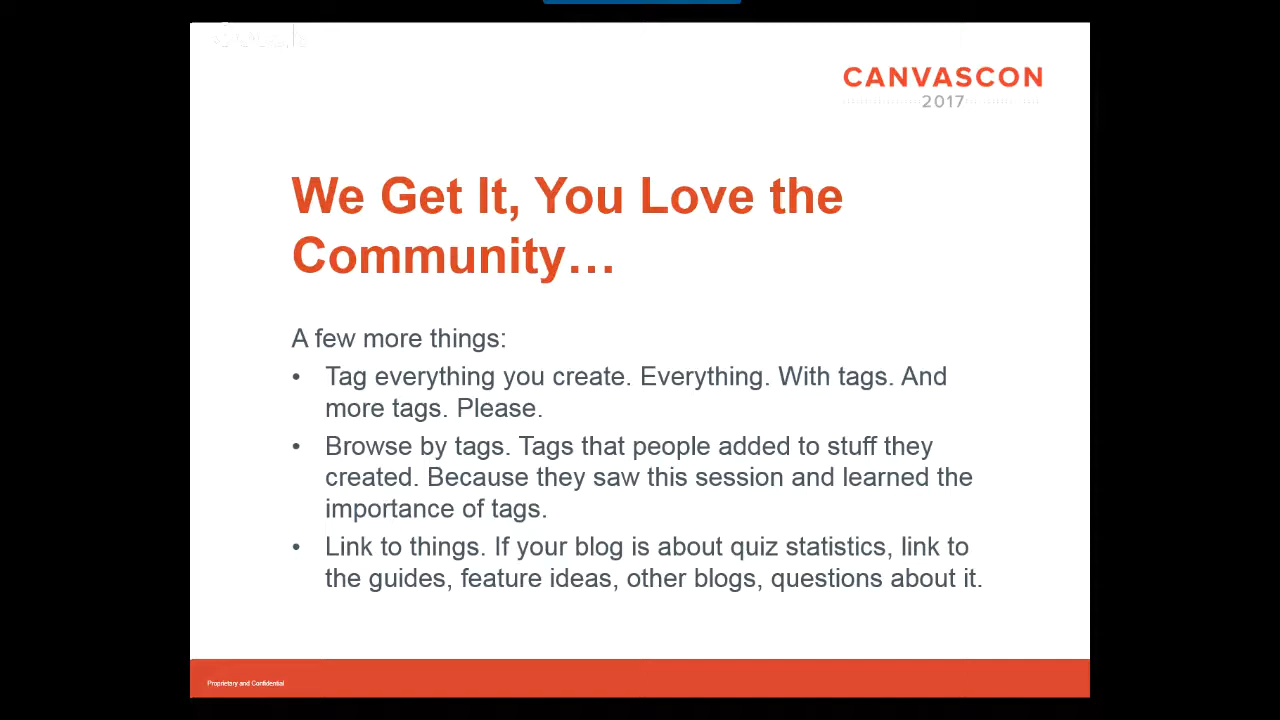 CANVASCON
2017
We Get It, You Love the
Community…
A few more things:
• Tag everything you create. Everything. With tags. And
more tags. Please.
• Browse by tags. Tags that people added to stuff they
created. Because they saw this session and learned the
importance of tags.
• Link to things. If your blog is about quiz statistics, link to
the guides, feature ideas, other blogs, questions about it.
Proprietary and Confidential